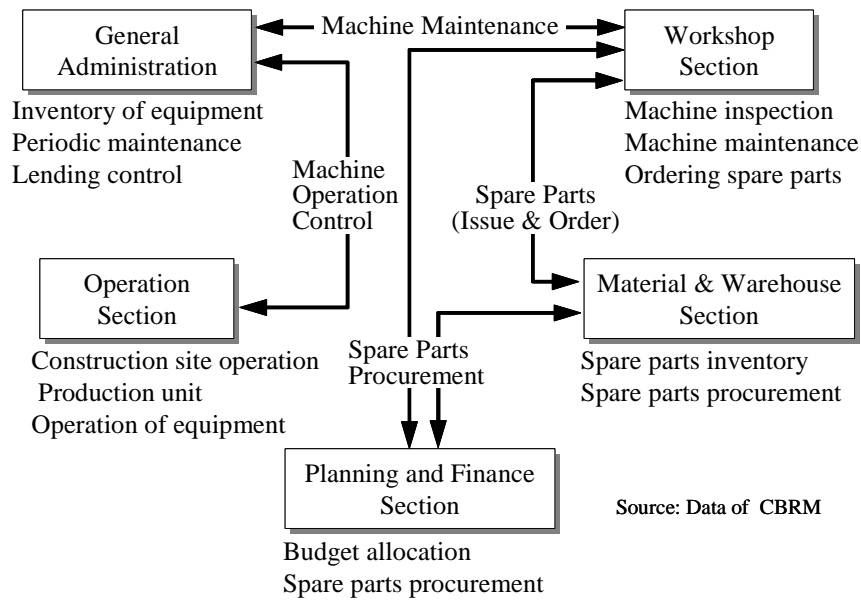 Machine Maintenance
General
Administration
Inventory of equipment
Periodic maintenance
Lending control
Workshop
Section
Machine inspection
Machine maintenance
Ordering spare parts
Machine
Operation
Control
Spare Parts
(Issue & Order)
Operation
Section
Construction site operation
Production unit
Operation of equipment
Material & Warehouse
Section
Spare parts inventory
Spare parts procurement
Spare Parts
Procurement
Planning and Finance
Section
Budget allocation
Spare parts procurement
Source: Data of CBRM